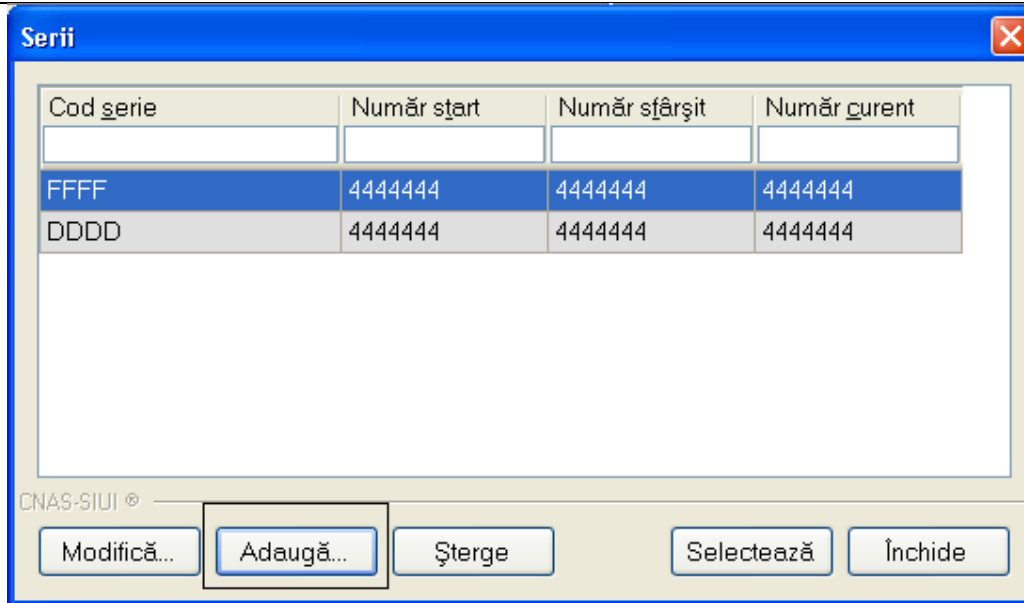 Serii
Cod serie Număr start Număr sfârşit Număr curent
FFFF 4444444 4444444 4444444
DDDD 4444444 4444444 4444444
CNAS-SIUI ®
Modifică... Adaugă... Şterge Selectează Închide